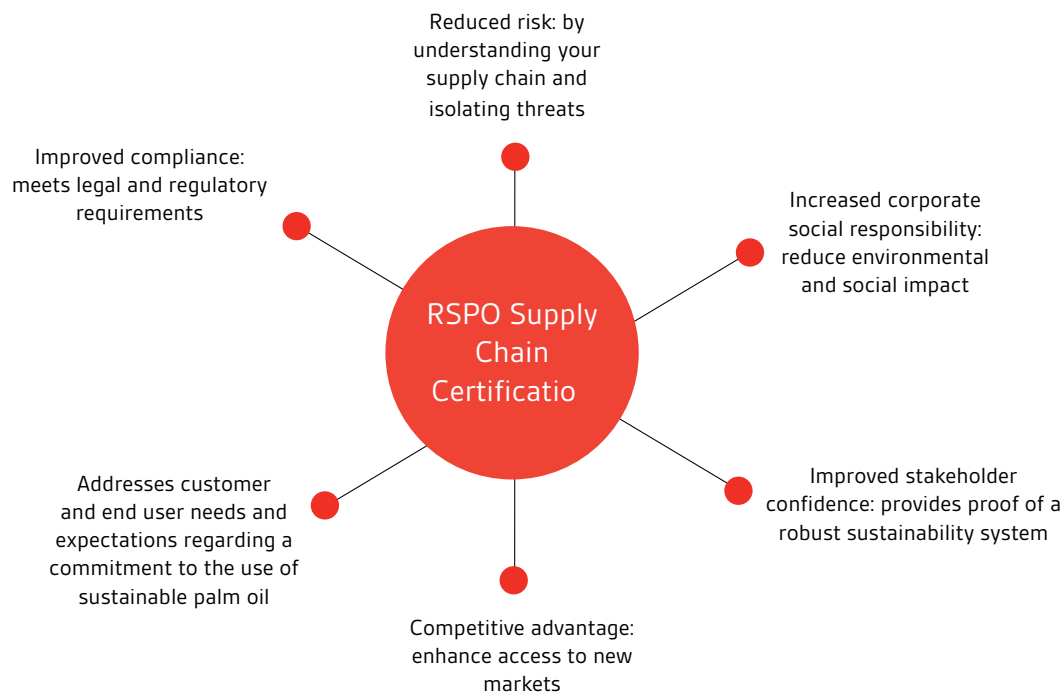 Reduced risk: by
understanding your
supply chain and
isolating threats
Improved compliance:
meets legal and regulatory
requirements
Increased corporate
social responsibility:
reduce environmental
and social impact
RSPO Supply
Chain
Certificatio
Addresses customer
and end user needs and
expectations regarding a
commitment to the use of
sustainable palm oil
Improved stakeholder
confidence: provides proof of a
robust sustainability system
Competitive advantage:
enhance access to new
markets